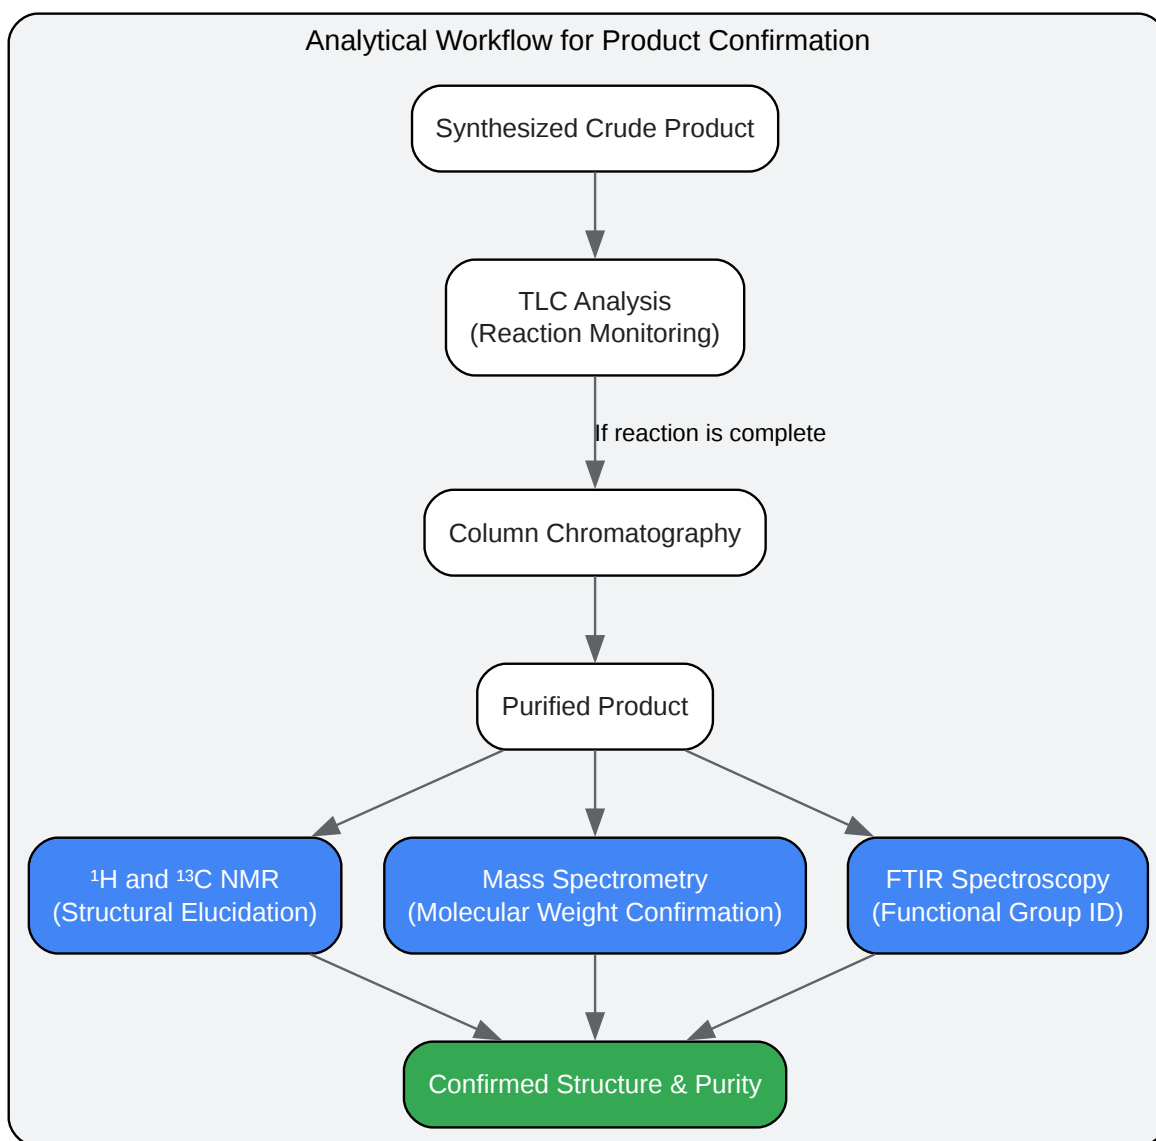 Analytical Workflow for Product Confirmation
Synthesized Crude Product
TLC Analysis
(Reaction Monitoring)
If reaction is complete
Column Chromatography
Purified Product
¹H and ¹³C NMR
(Structural Elucidation)
Mass Spectrometry
(Molecular Weight Confirmation)
FTIR Spectroscopy
(Functional Group ID)
Confirmed Structure & Purity